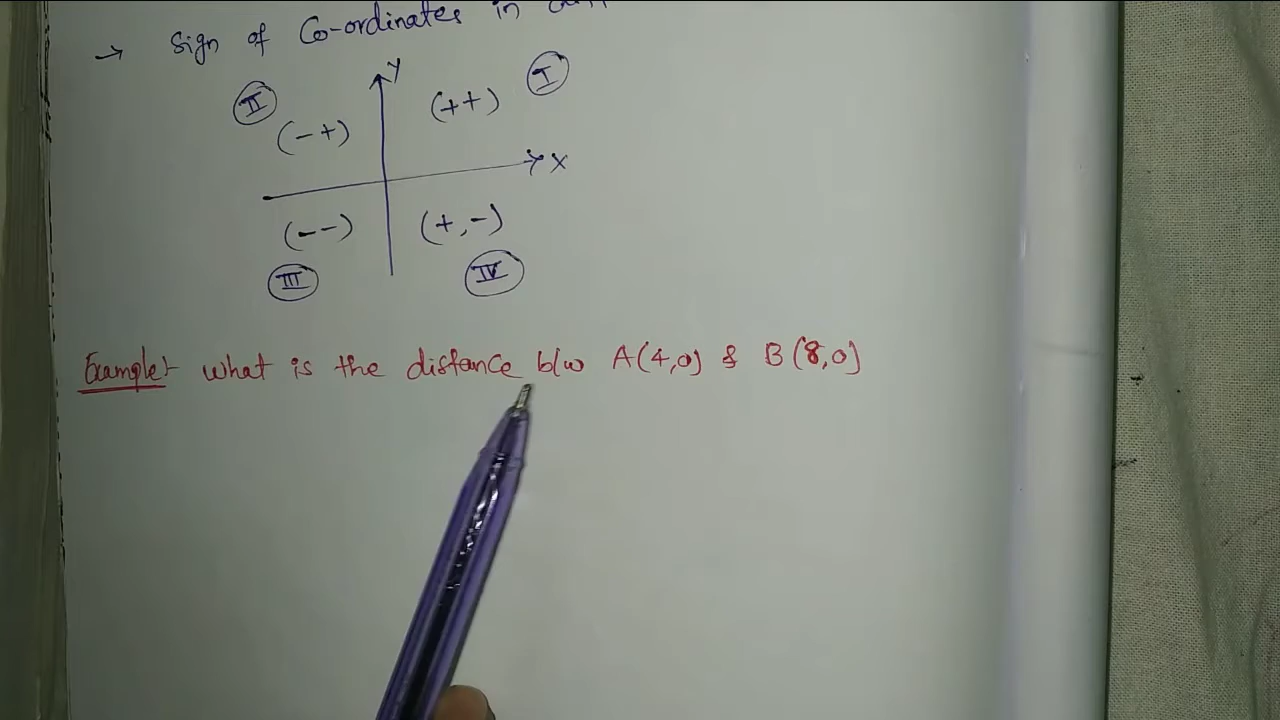 → Sign of Co-ordinates in
Y
II
(-+)
(++)
I
X
(--)
(+,-)
III
IV
Example:- what is the distance b/w A(4,0) & B(8,0)